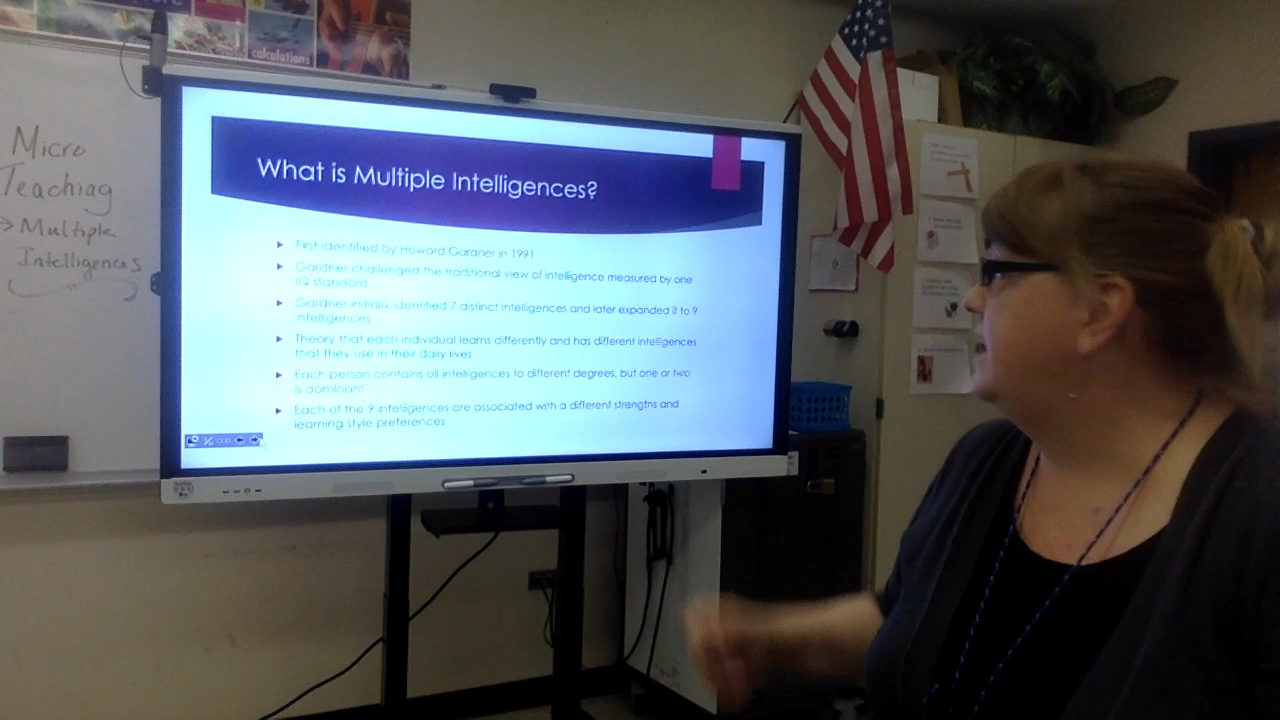 calculations
Micro
Teaching
→ Multiple
Intelligences
What is Multiple Intelligences?
▶ First identified by Howard Gardner in 1991
▶ Gardner challenged the traditional view of intelligence measured by one
IQ standard
▶ Gardner initially identified 7 distinct intelligences and later expanded it to 9
intelligences
▶ Theory that each individual learns differently and has different intelligences
that they use in their daily lives
▶ Each person contains all intelligences to different degrees, but one or two
is dominant
▶ Each of the 9 intelligences are associated with a different strengths and
learning style preferences